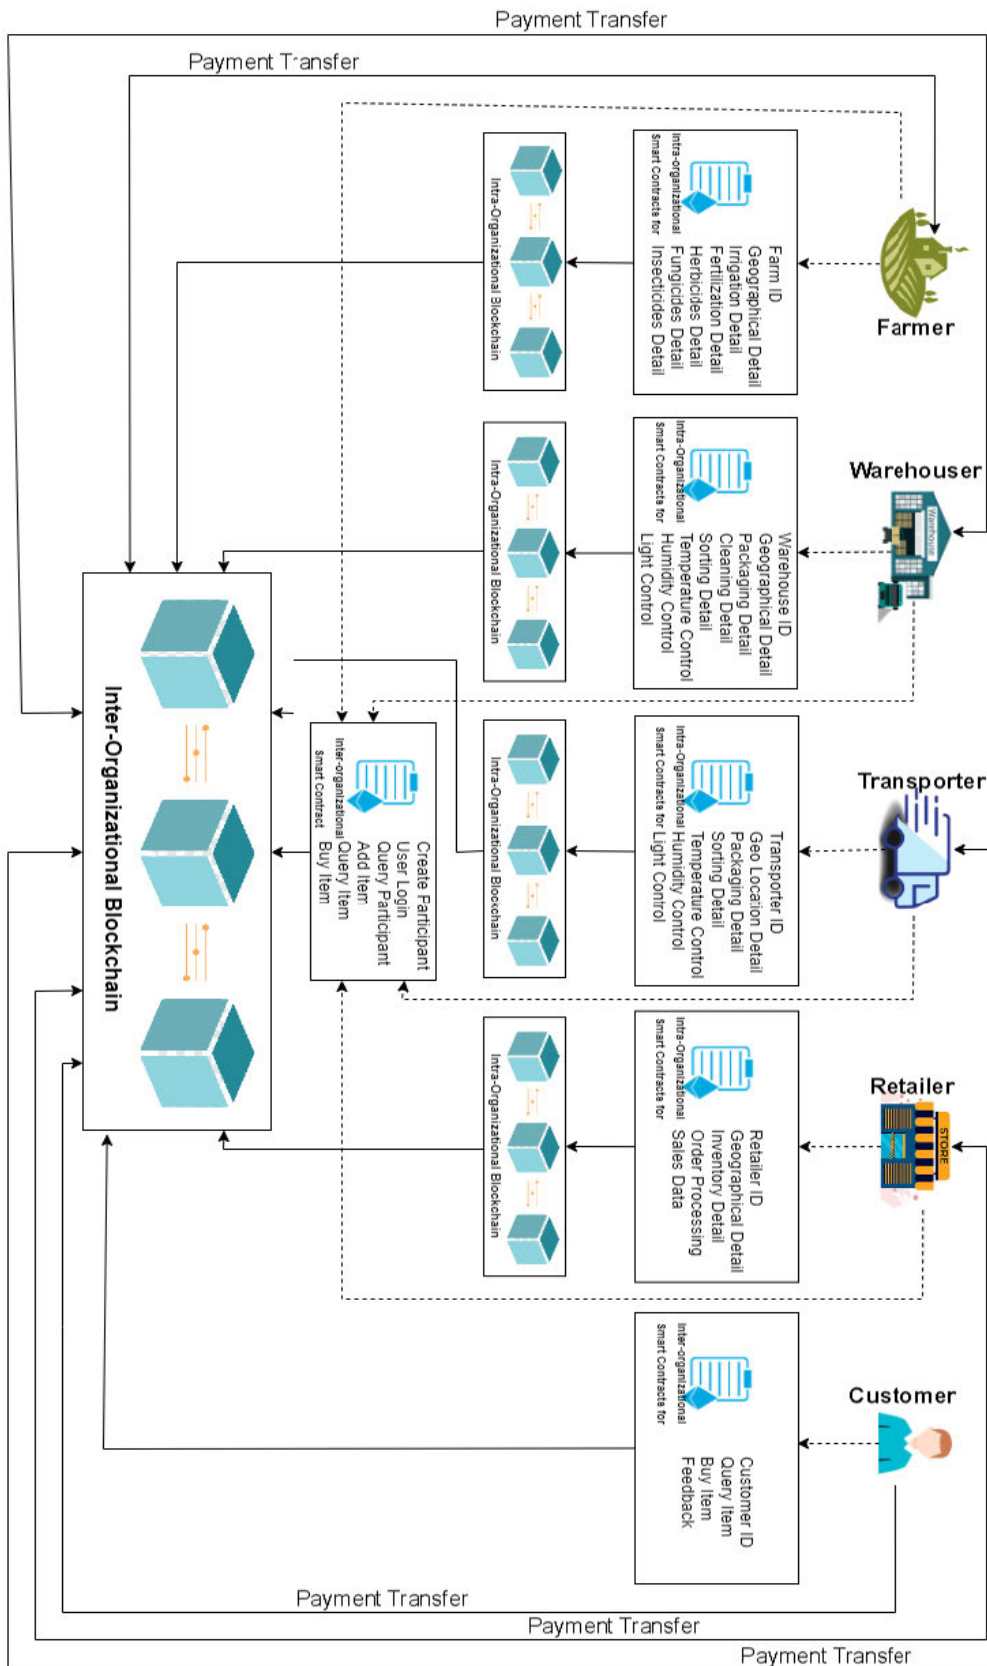 Payment Transfer
Payment Transfer
Farmer
Farm ID
Geographical Detail
Irrigation Detail
Fertilization Detail
Herbicides Detail
Fungicides Detail
Insecticides Detail
Intra-organizational
Smart Contracts for
Intra-Organizational Blockchain
Warehouser
Warehouse
Warehouse ID
Geographical Detail
Packaging Detail
Cleaning Detail
Sorting Detail
Temperature Control
Humidity Control
Light Control
Intra-Organizational
Smart Contracts for
Intra-Organizational Blockchain
Transporter
Transporter ID
Geo Location Detail
Packaging Detail
Sorting Detail
Temperature Control
Humidity Control
Light Control
Intra-Organizational
Smart Contracts for
Intra-Organizational Blockchain
Retailer
STORE
Retailer ID
Geographical Detail
Inventory Detail
Order Processing
Sales Data
Intra-Organizational
Smart Contracts for
Intra-Organizational Blockchain
Customer
Customer ID
Query Item
Buy Item
Feedback
Inter-organizational
Smart Contracts for
Create Participant
User Login
Query Participant
Add Item
Query Item
Buy Item
Inter-organizational
Smart Contract
Inter-Organizational Blockchain
Payment Transfer
Payment Transfer
Payment Transfer